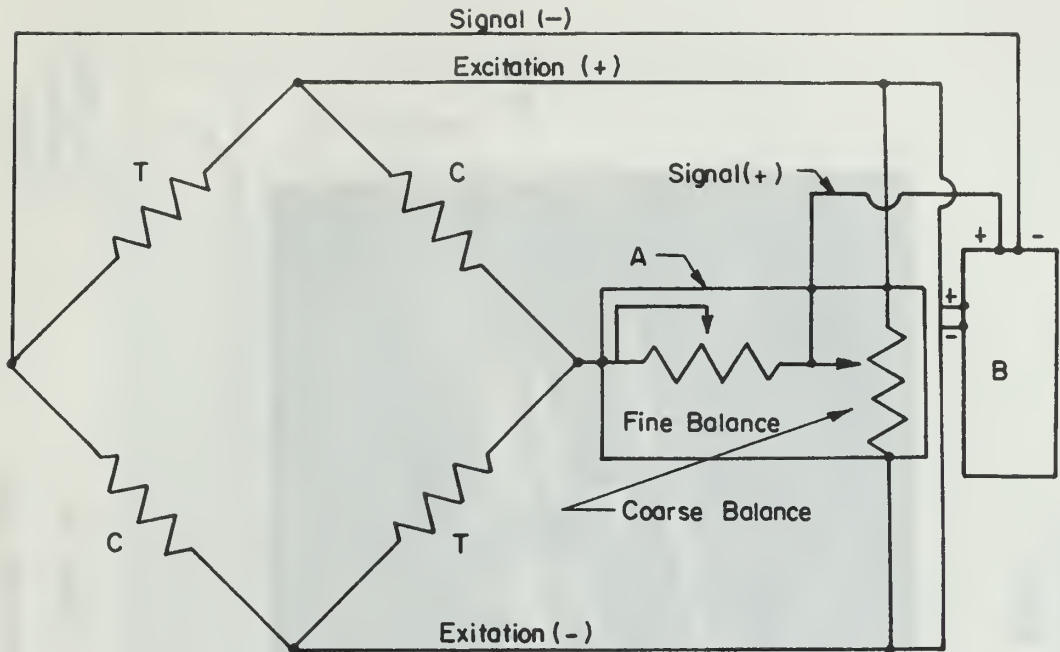 Signal (-)
Excitation (+)
T
C
Signal(+)
A
+
-
+
-
B
Fine Balance
Coarse Balance
C
T
Exitation (-)